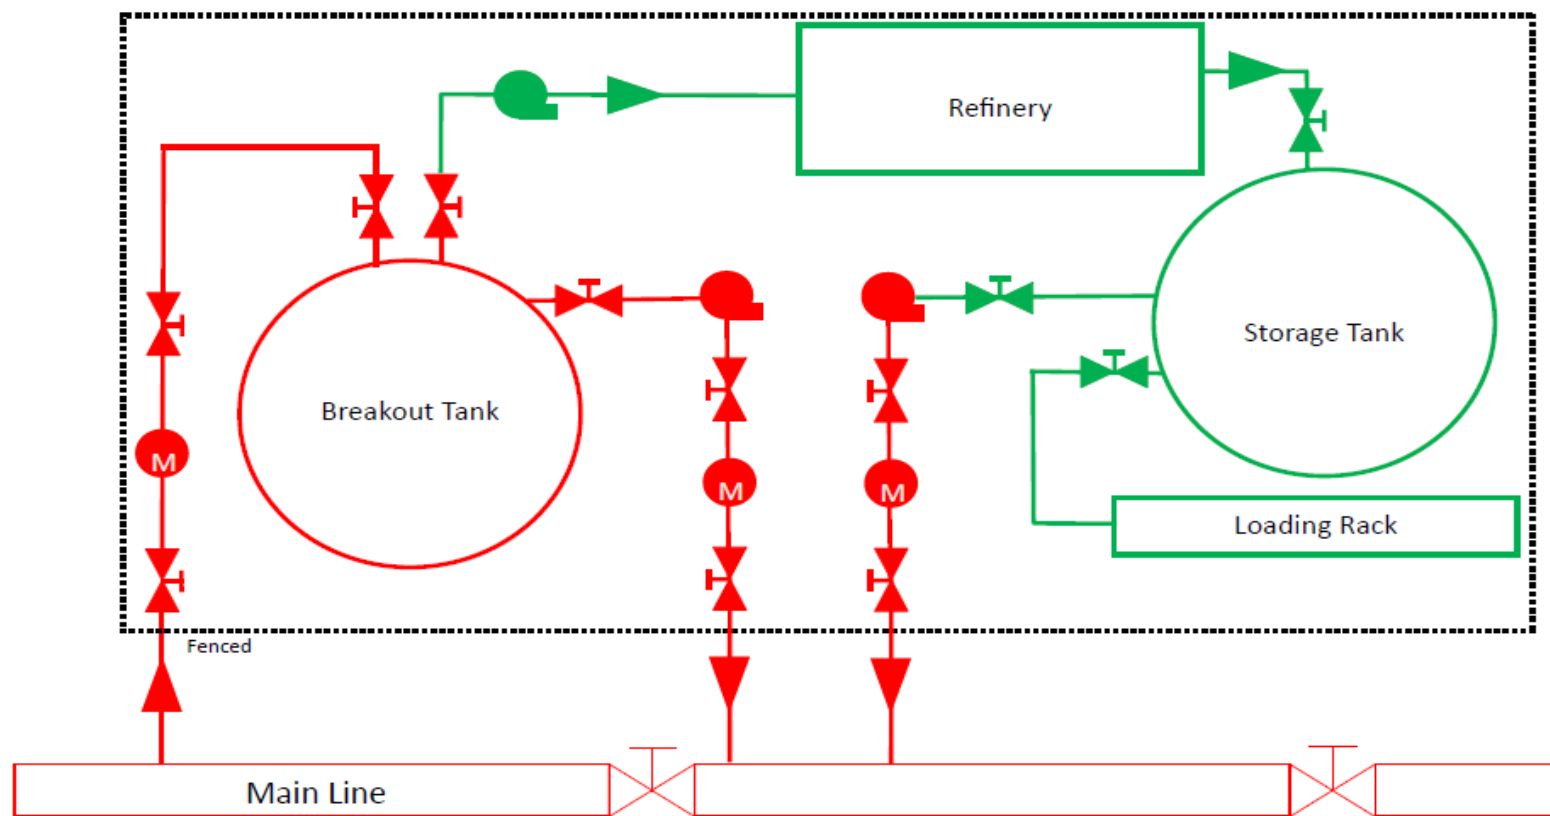 Refinery
Storage Tank
Breakout Tank
M
M
M
Loading Rack
Fenced
Main Line